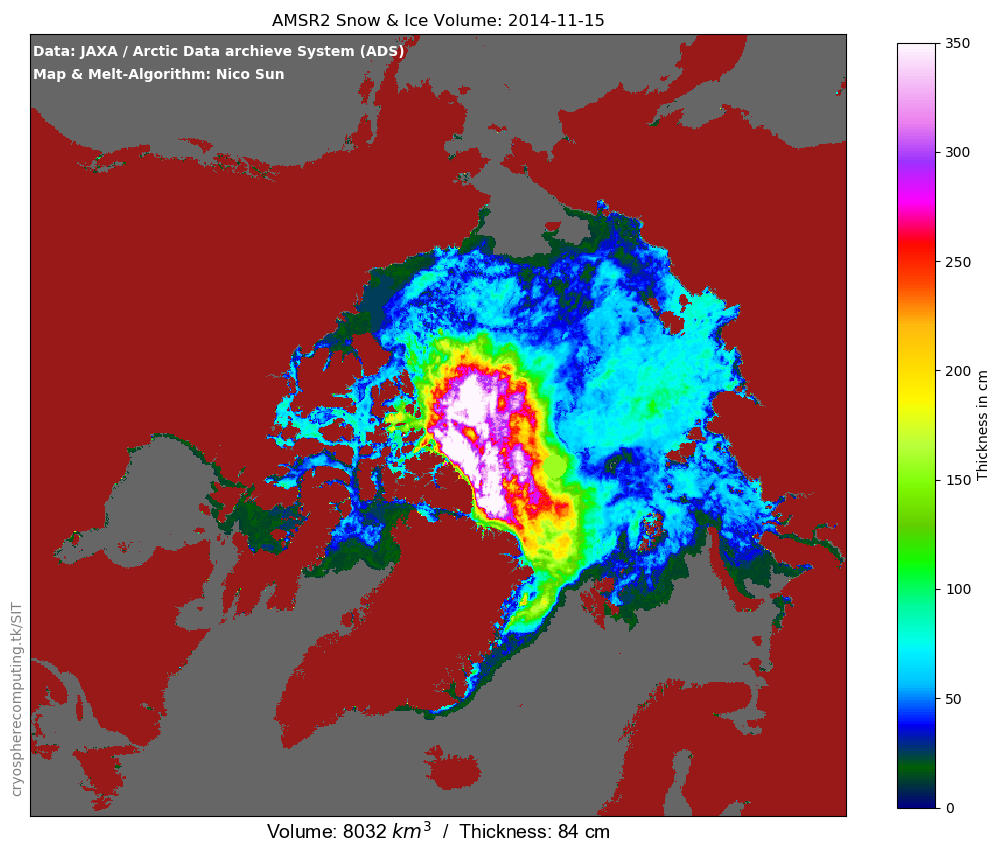 AMSR2 Snow & Ice Volume: 2014-11-15
Data: JAXA / Arctic Data archieve System (ADS)
Map & Melt-Algorithm: Nico Sun
350
300
250
200
150
100
50
0
Thickness in cm
cryospherecomputing.tk/SIT
Volume: 8032 km³ / Thickness: 84 cm